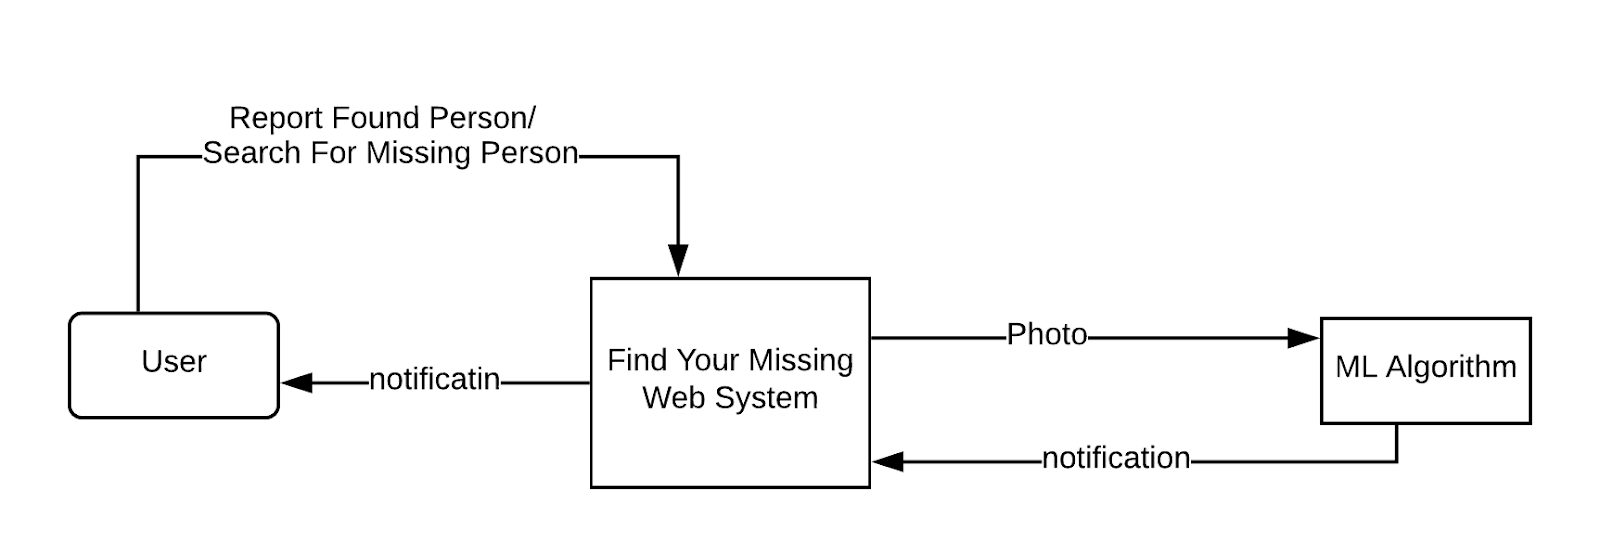 Report Found Person/
Search For Missing Person
User
notificatin
Find Your Missing
Web System
Photo
ML Algorithm
notification